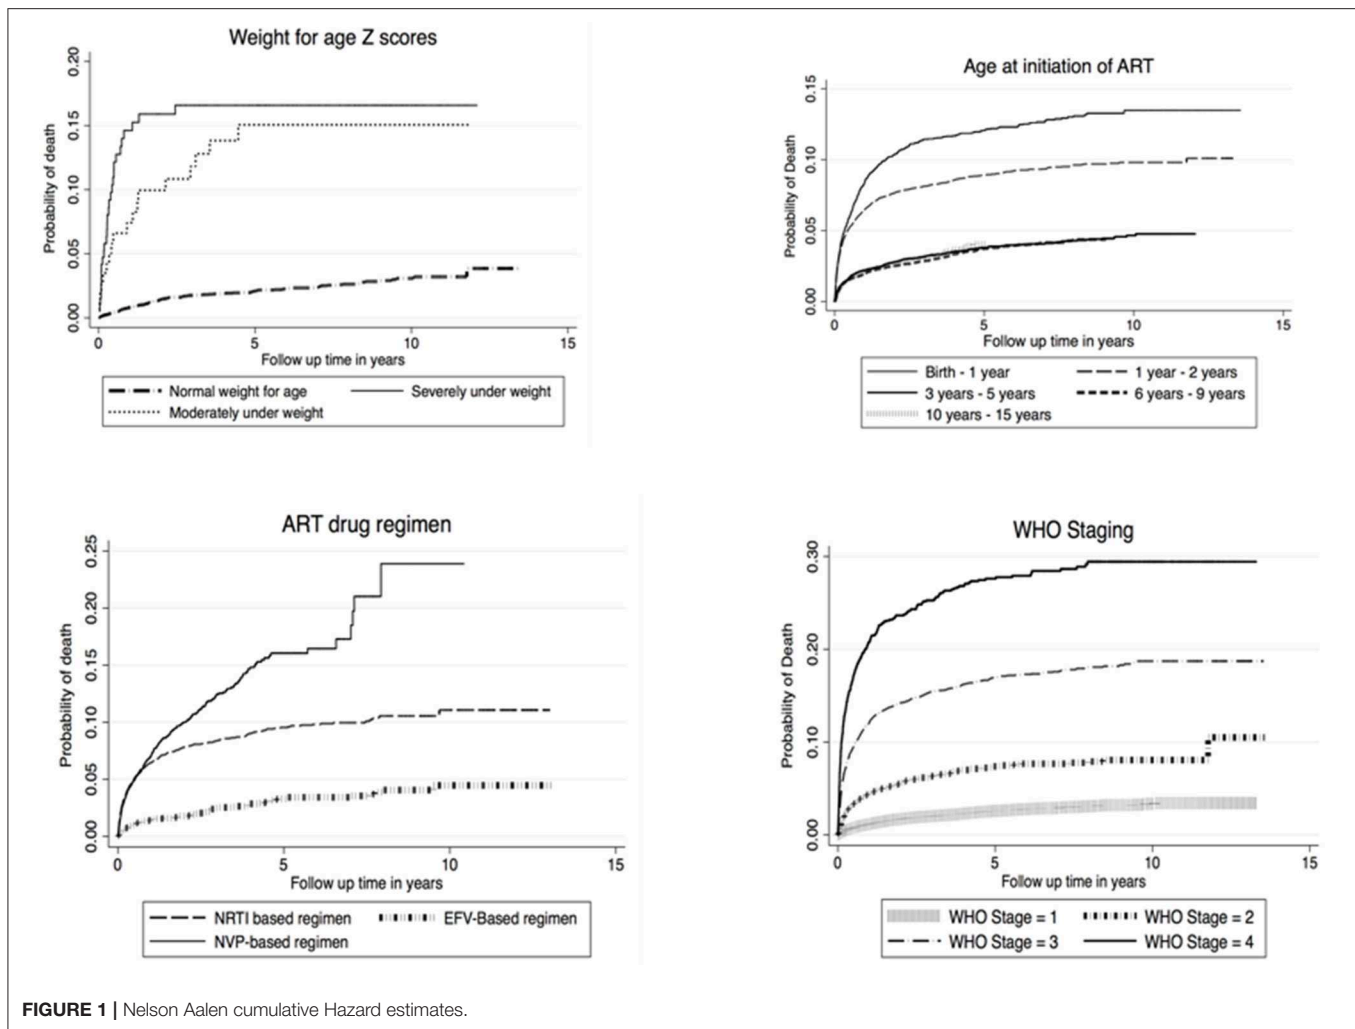 Weight for age Z scores
Probability of death
0.20
0.15
0.10
0.05
0.00
0 5 10 15
Follow up time in years
Normal weight for age Severely under weight
Moderately under weight
Age at initiation of ART
Probability of Death
0.15
0.10
0.05
0.00
0 5 10 15
Follow up time in years
Birth - 1 year 1 year - 2 years
3 years - 5 years 6 years - 9 years
10 years - 15 years
ART drug regimen
Probability of death
0.25
0.20
0.15
0.10
0.05
0.00
0 5 10 15
Follow up time in years
NRTI based regimen EFV-Based regimen
NVP-based regimen
WHO Staging
Probability of Death
0.30
0.20
0.10
0.00
0 5 10 15
Follow up time in years
WHO Stage = 1 WHO Stage = 2
WHO Stage = 3 WHO Stage = 4
FIGURE 1 | Nelson Aalen cumulative Hazard estimates.